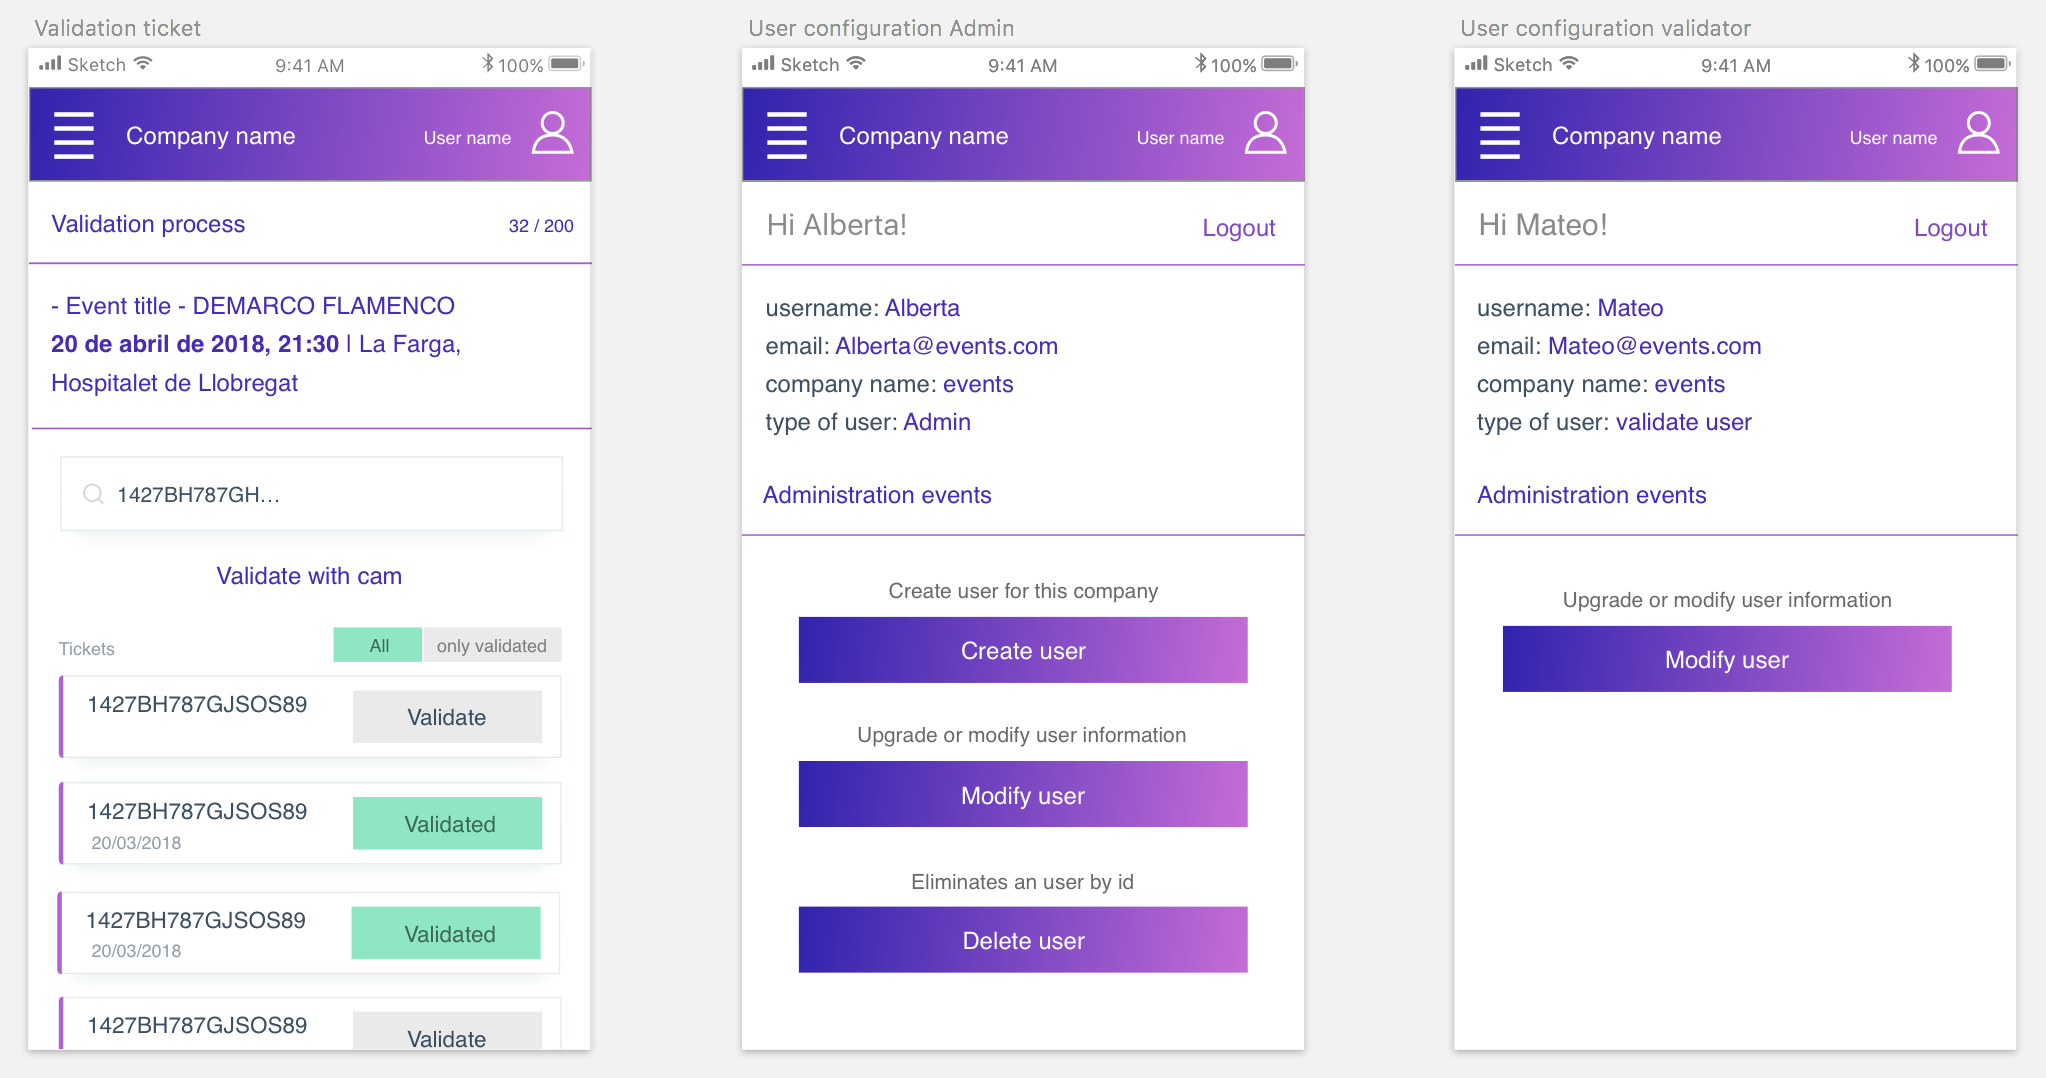 Validation ticket
Sketch 9:41 AM 100%
Company name User name
Validation process 32 / 200
- Event title - DEMARCO FLAMENCO
20 de abril de 2018, 21:30 | La Farga,
Hospitalet de Llobregat
1427BH787GH...
Validate with cam
Tickets All only validated
1427BH787GJSOS89 Validate
1427BH787GJSOS89 Validated
20/03/2018
1427BH787GJSOS89 Validated
20/03/2018
1427BH787GJSOS89 Validate
User configuration Admin
Sketch 9:41 AM 100%
Company name User name
Hi Alberta! Logout
username: Alberta
email: Alberta@events.com
company name: events
type of user: Admin
Administration events
Create user for this company
Create user
Upgrade or modify user information
Modify user
Eliminates an user by id
Delete user
User configuration validator
Sketch 9:41 AM 100%
Company name User name
Hi Mateo! Logout
username: Mateo
email: Mateo@events.com
company name: events
type of user: validate user
Administration events
Upgrade or modify user information
Modify user